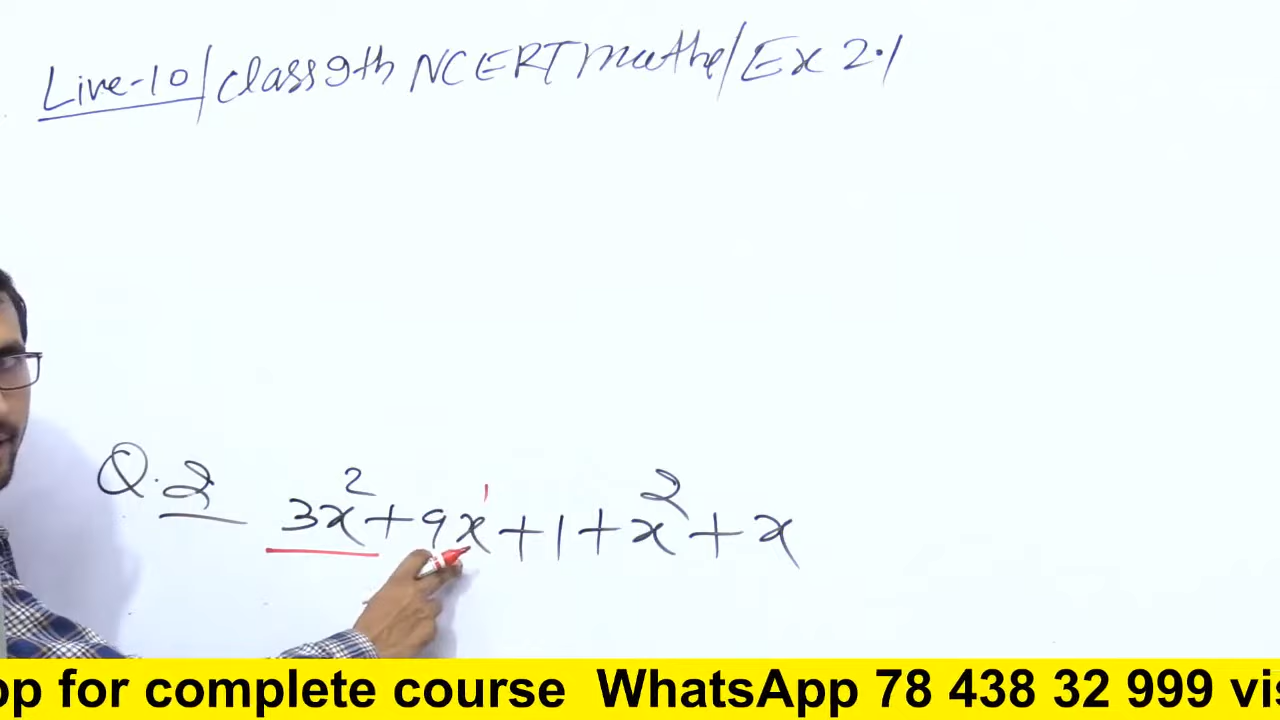 Live-10/class 9th NCERT mathe/Ex 2.1
Q.2 3x²+9x¹+1+x²+x
pp for complete course WhatsApp 78 438 32 999 vis